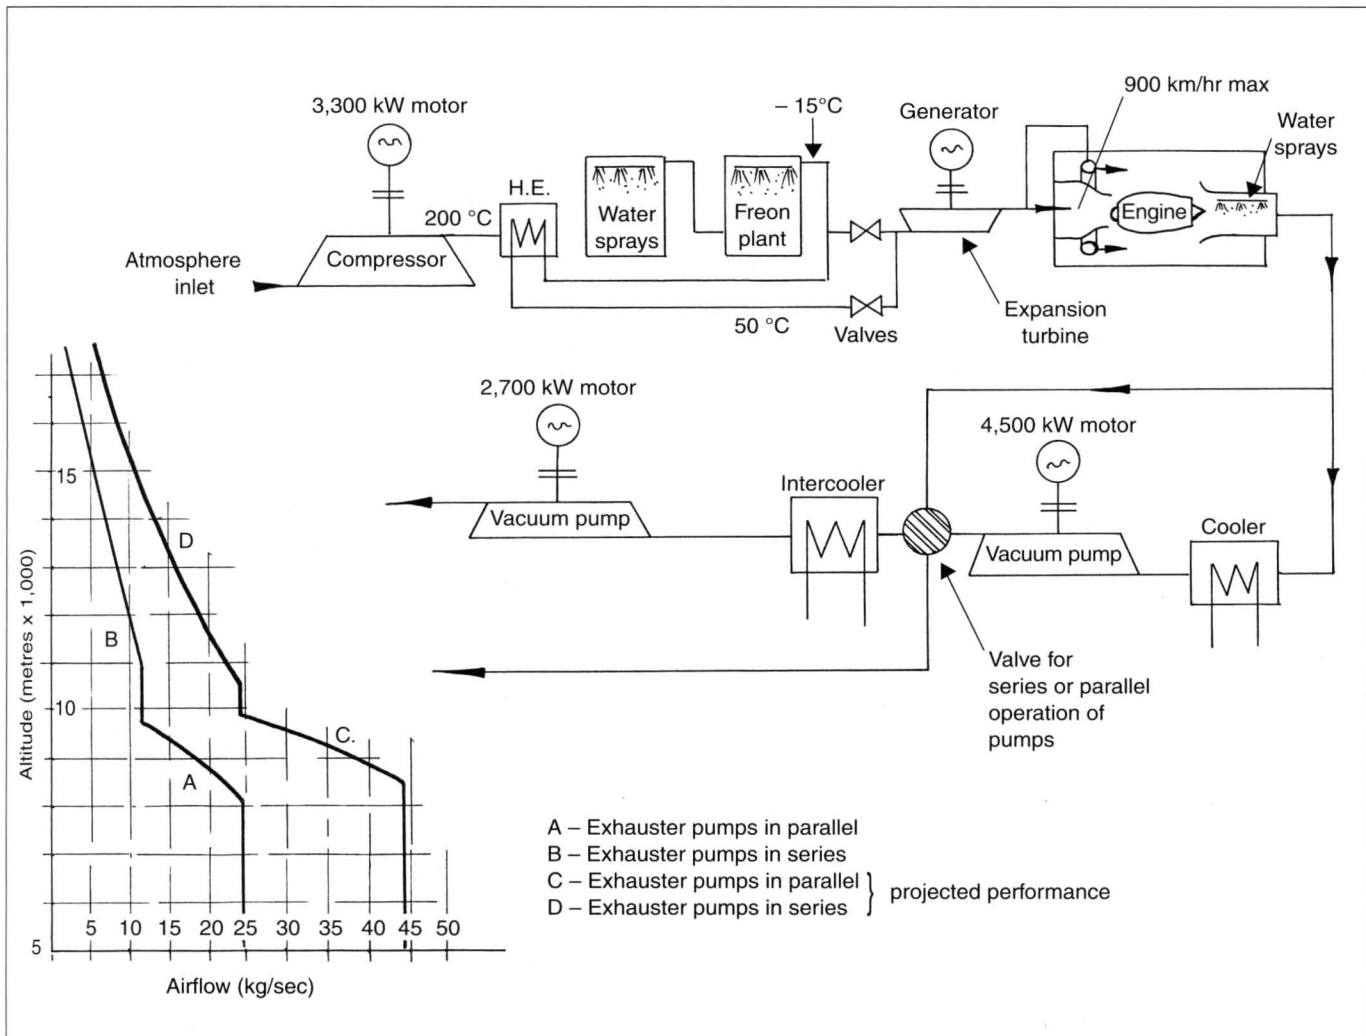 3,300 kW motor
– 15°C
Generator
900 km/hr max
Water
sprays
H.E.
200 °C
Water
sprays
Freon
plant
Engine
Atmosphere
inlet
Compressor
Expansion
turbine
50 °C
Valves
2,700 kW motor
4,500 kW motor
Intercooler
Vacuum pump
Vacuum pump
Cooler
Valve for
series or parallel
operation of
pumps
15
D
B
10
C.
A
5
5 10 15 20 25 30 35 40 45 50
Altitude (metres x 1,000)
Airflow (kg/sec)
A – Exhauster pumps in parallel
B – Exhauster pumps in series
C – Exhauster pumps in parallel
D – Exhauster pumps in series
} projected performance